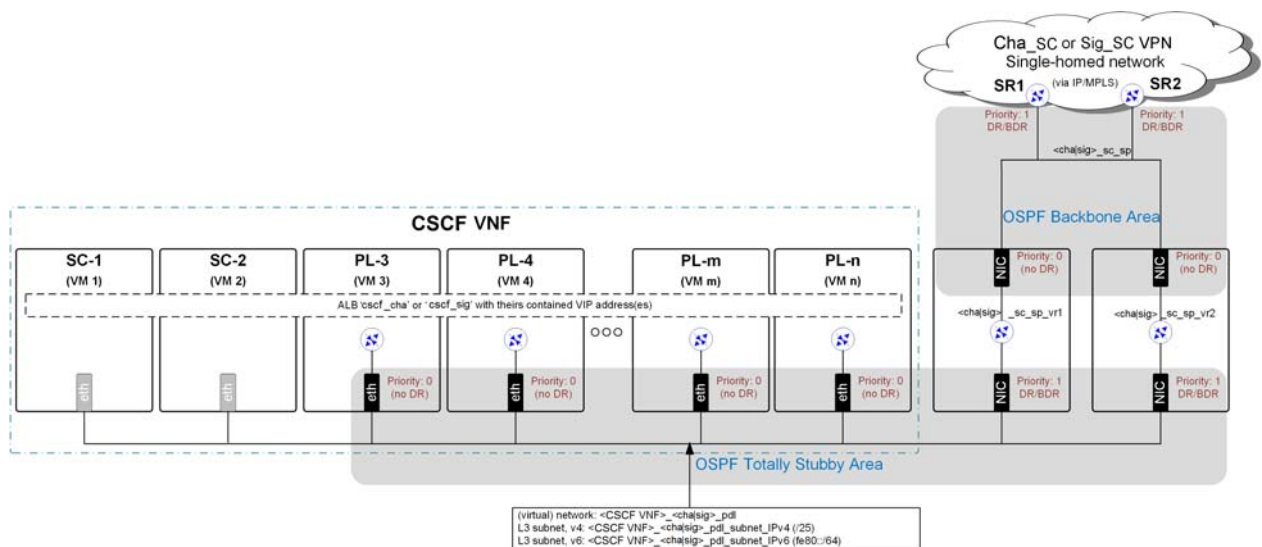 Cha_SC or Sig_SC VPN
Single-homed network
SR1
(via IP/MPLS)
SR2
Priority: 1
DR/BDR
Priority: 1
DR/BDR
<cha|sig>_sc_sp
OSPF Backbone Area
CSCF VNF
SC-1
(VM 1)
SC-2
(VM 2)
PL-3
(VM 3)
PL-4
(VM 4)
PL-m
(VM m)
PL-n
(VM n)
NIC
Priority: 0
(no DR)
NIC
Priority: 0
(no DR)
ALB 'cscf_cha' or 'cscf_sig' with theirs contained VIP address(es)
<cha|sig>_sc_sp_vr1
<cha|sig>_sc_sp_vr2
eth
eth
eth
Priority: 0
(no DR)
eth
Priority: 0
(no DR)
eth
Priority: 0
(no DR)
eth
Priority: 0
(no DR)
NIC
Priority: 1
DR/BDR
NIC
Priority: 1
DR/BDR
OSPF Totally Stubby Area
(virtual) network: <CSCF VNF>_<cha|sig>_pdl
L3 subnet, v4: <CSCF VNF>_<cha|sig>_pdl_subnet_IPv4 (/25)
L3 subnet, v6: <CSCF VNF>_<cha|sig>_pdl_subnet_IPv6 (fe80::/64)